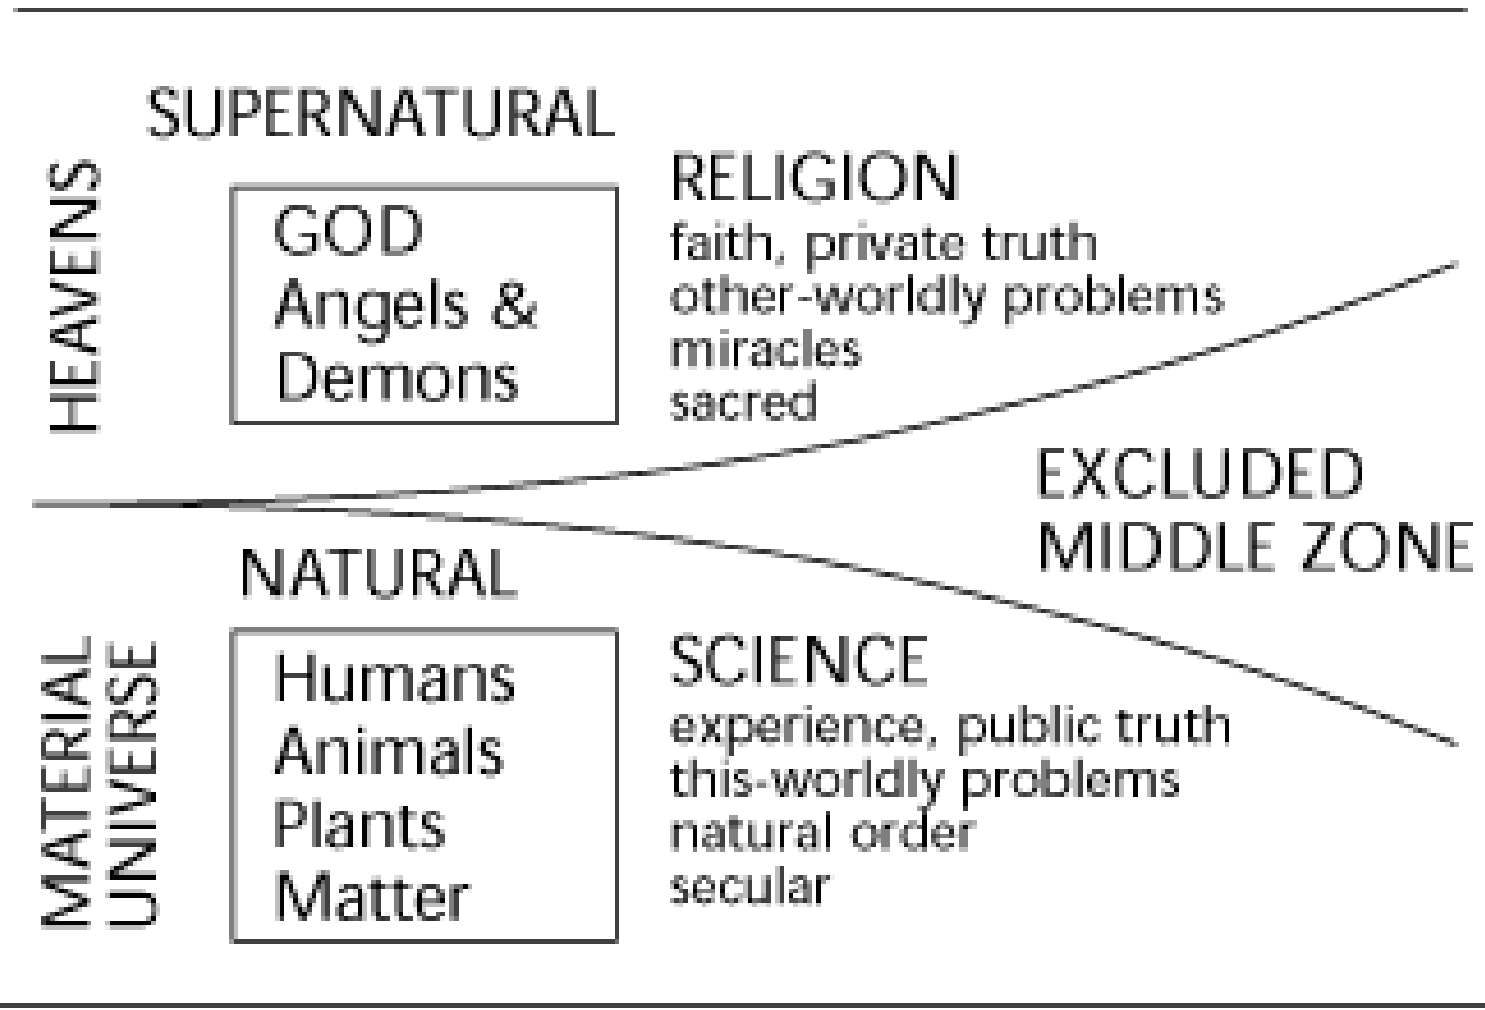 SUPERNATURAL
HEAVENS
GOD
Angels &
Demons
RELIGION
faith, private truth
other-worldly problems
miracles
sacred
EXCLUDED
MIDDLE ZONE
NATURAL
MATERIAL
UNIVERSE
Humans
Animals
Plants
Matter
SCIENCE
experience, public truth
this-worldly problems
natural order
secular